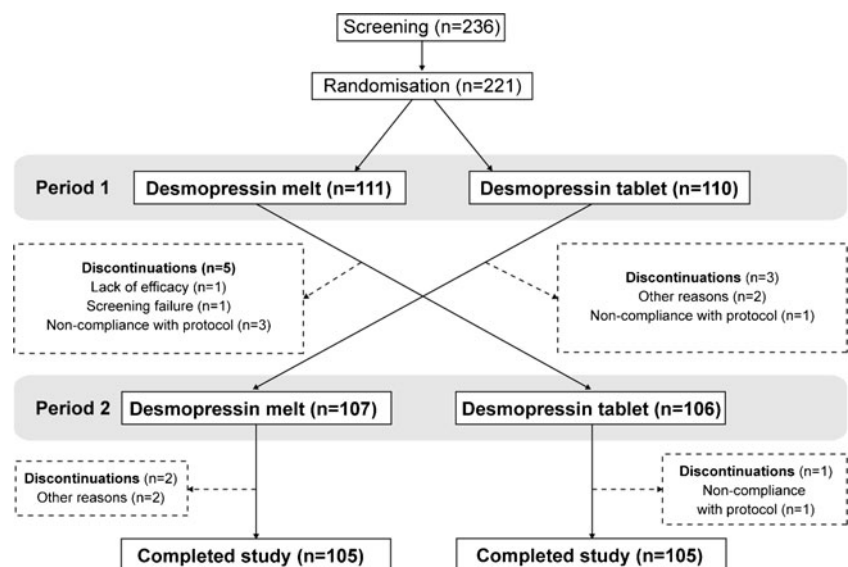 Screening (n=236)
Randomisation (n=221)
Period 1
Desmopressin melt (n=111)
Desmopressin tablet (n=110)
Discontinuations (n=5)
Lack of efficacy (n=1)
Screening failure (n=1)
Non-compliance with protocol (n=3)
Discontinuations (n=3)
Other reasons (n=2)
Non-compliance with protocol (n=1)
Period 2
Desmopressin melt (n=107)
Desmopressin tablet (n=106)
Discontinuations (n=2)
Other reasons (n=2)
Discontinuations (n=1)
Non-compliance
with protocol (n=1)
Completed study (n=105)
Completed study (n=105)